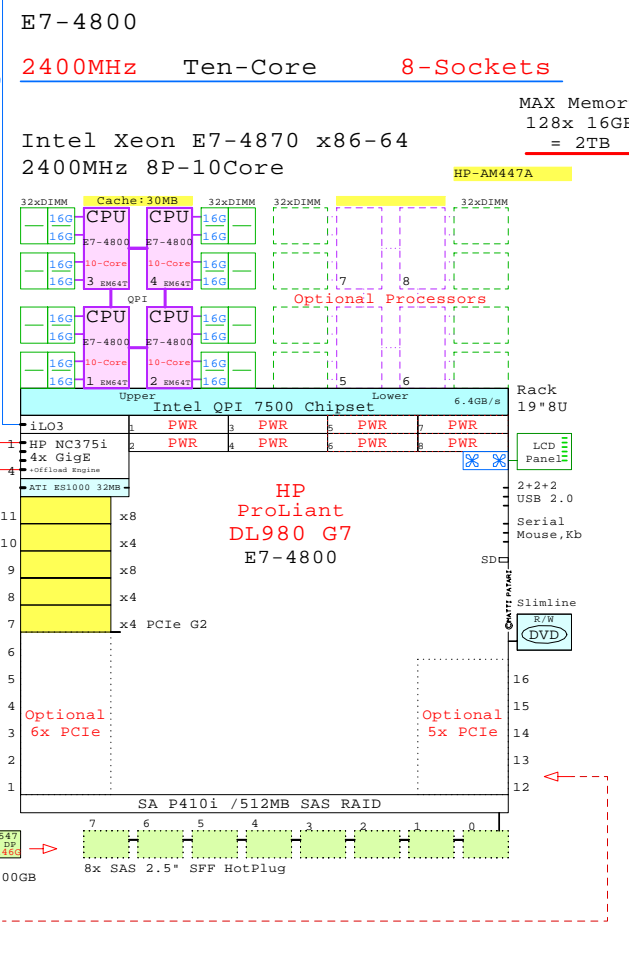 E7-4800
2400MHz Ten-Core 8-Sockets
MAX Memor
128x 16GB
= 2TB
Intel Xeon E7-4870 x86-64
2400MHz 8P-10Core
HP-AM447A
32xDIMM Cache:30MB 32xDIMM 32xDIMM 32xDIMM
16G CPU CPU 16G
16G E7-4800 E7-4800 16G
16G 10-Core 10-Core 16G
16G 3 EM64T 4 EM64T 16G 7 8
QPI Optional Processors
16G CPU CPU 16G
16G E7-4800 E7-4800 16G
16G 10-Core 10-Core 16G
16G 1 EM64T 2 EM64T 16G 5 6
Upper Lower
Intel QPI 7500 Chipset 6.4GB/s
Rack
19"8U
iLO3 1 PWR 3 PWR 5 PWR 7 PWR
1 HP NC375i 2 PWR 4 PWR 6 PWR 8 PWR
4x GigE
4 +Offload Engine
LCD
Panel
ATI ES1000 32MB
HP
ProLiant
DL980 G7
E7-4800
2+2+2
USB 2.0
Serial
Mouse,Kb
SD
11 x8
10 x4
9 x8
8 x4
7 x4 PCIe G2
©MATTI PATARI
Slimline
R/W
DVD
6
5 16
4 Optional Optional 15
3 6x PCIe 5x PCIe 14
2 13
1 12
SA P410i /512MB SAS RAID
7 6 5 4 3 2 1 0
547
DP
146G
00GB
8x SAS 2.5" SFF HotPlug